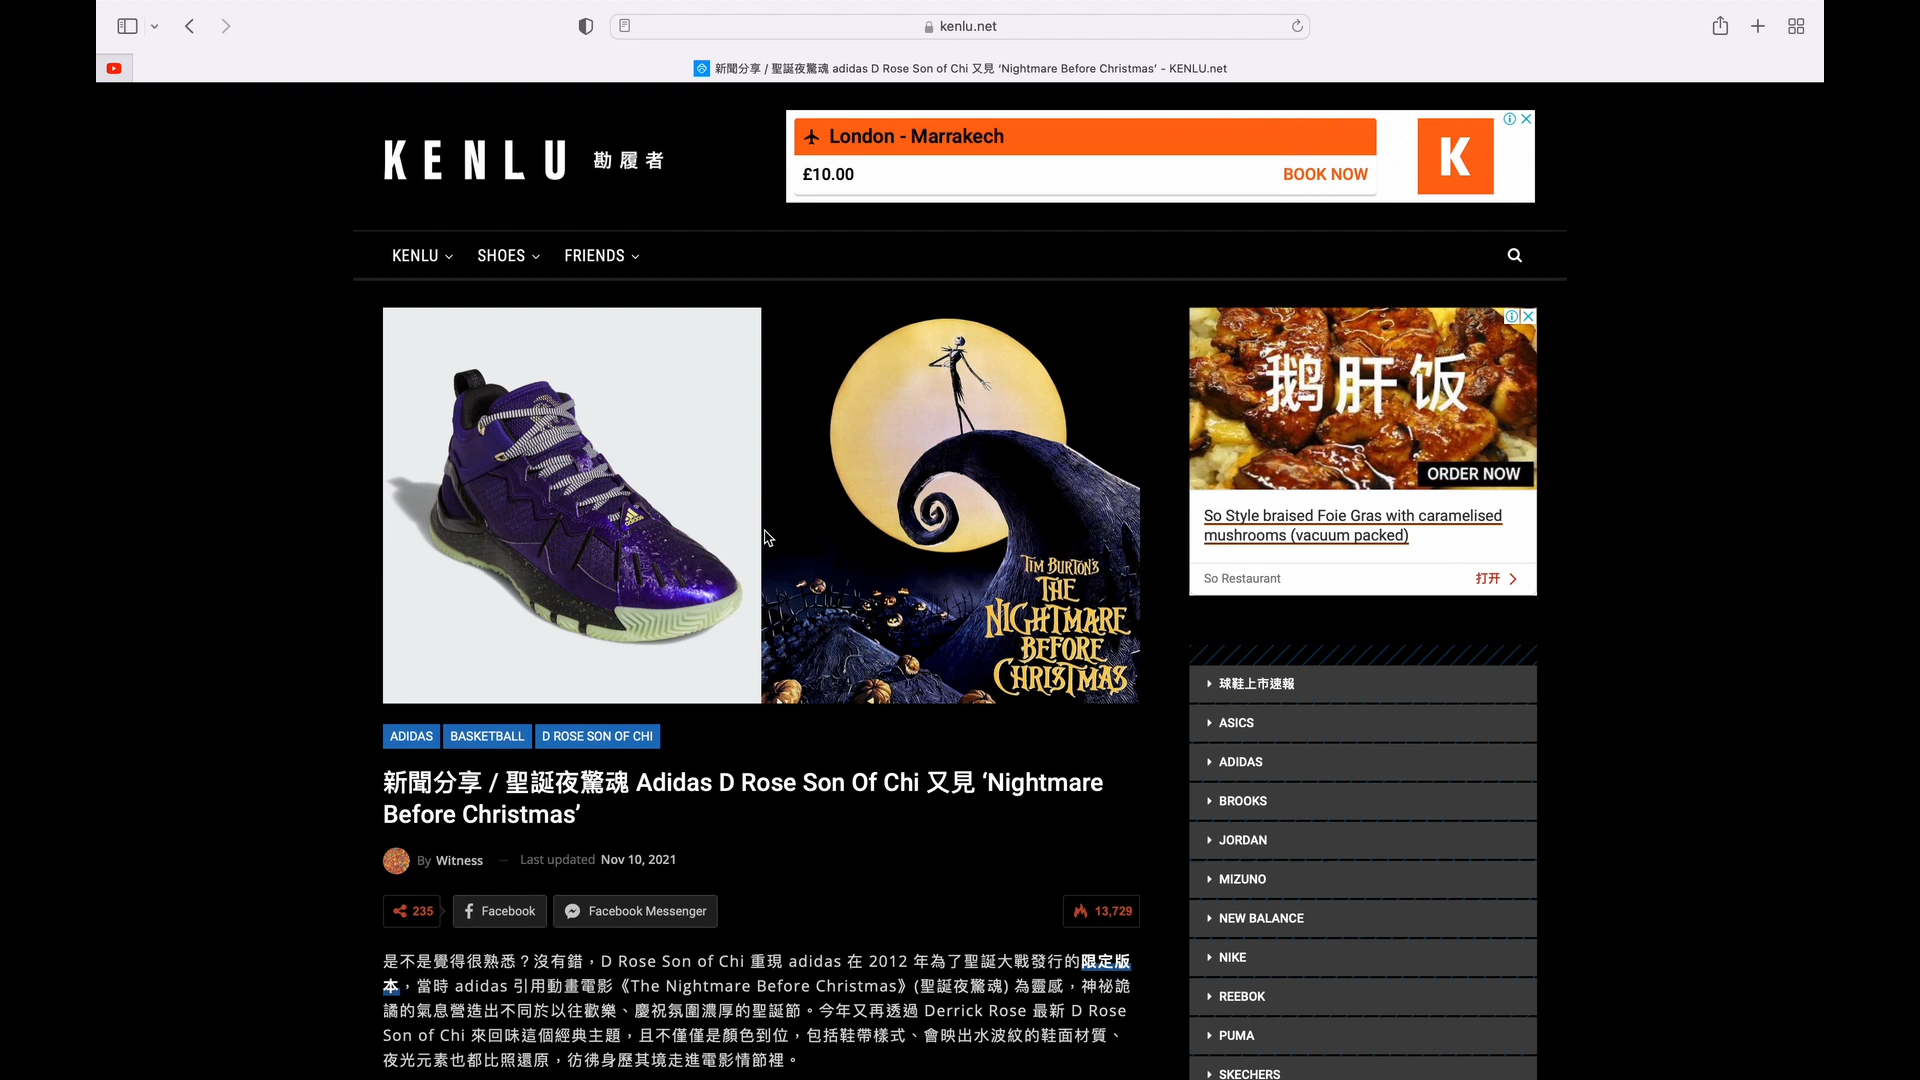 kenlu.net
新聞分享 / 聖誕夜驚魂 adidas D Rose Son of Chi 又見 ‘Nightmare Before Christmas’ - KENLU.net
KENLU 勘履者
London - Marrakech
£10.00 BOOK NOW
K
KENLU SHOES FRIENDS
TIM BURTON'S
THE
NIGHTMARE
BEFORE
CHRISTMAS
ADIDAS BASKETBALL D ROSE SON OF CHI
新聞分享 / 聖誕夜驚魂 Adidas D Rose Son Of Chi 又見 ‘Nightmare
Before Christmas’
By Witness — Last updated Nov 10, 2021
235 Facebook Facebook Messenger 13,729
是不是覺得很熟悉？沒有錯，D Rose Son of Chi 重現 adidas 在 2012 年為了聖誕大戰發行的限定版
本，當時 adidas 引用動畫電影《The Nightmare Before Christmas》(聖誕夜驚魂) 為靈感，神祕詭
譎的氣息營造出不同於以往歡樂、慶祝氛圍濃厚的聖誕節。今年又再透過 Derrick Rose 最新 D Rose
Son of Chi 來回味這個經典主題，且不僅僅是顏色到位，包括鞋帶樣式、會映出水波紋的鞋面材質、
夜光元素也都比照還原，彷彿身歷其境走進電影情節裡。
鹅肝饭
ORDER NOW
So Style braised Foie Gras with caramelised
mushrooms (vacuum packed)
So Restaurant 打开
球鞋上市速報
ASICS
ADIDAS
BROOKS
JORDAN
MIZUNO
NEW BALANCE
NIKE
REEBOK
PUMA
SKECHERS